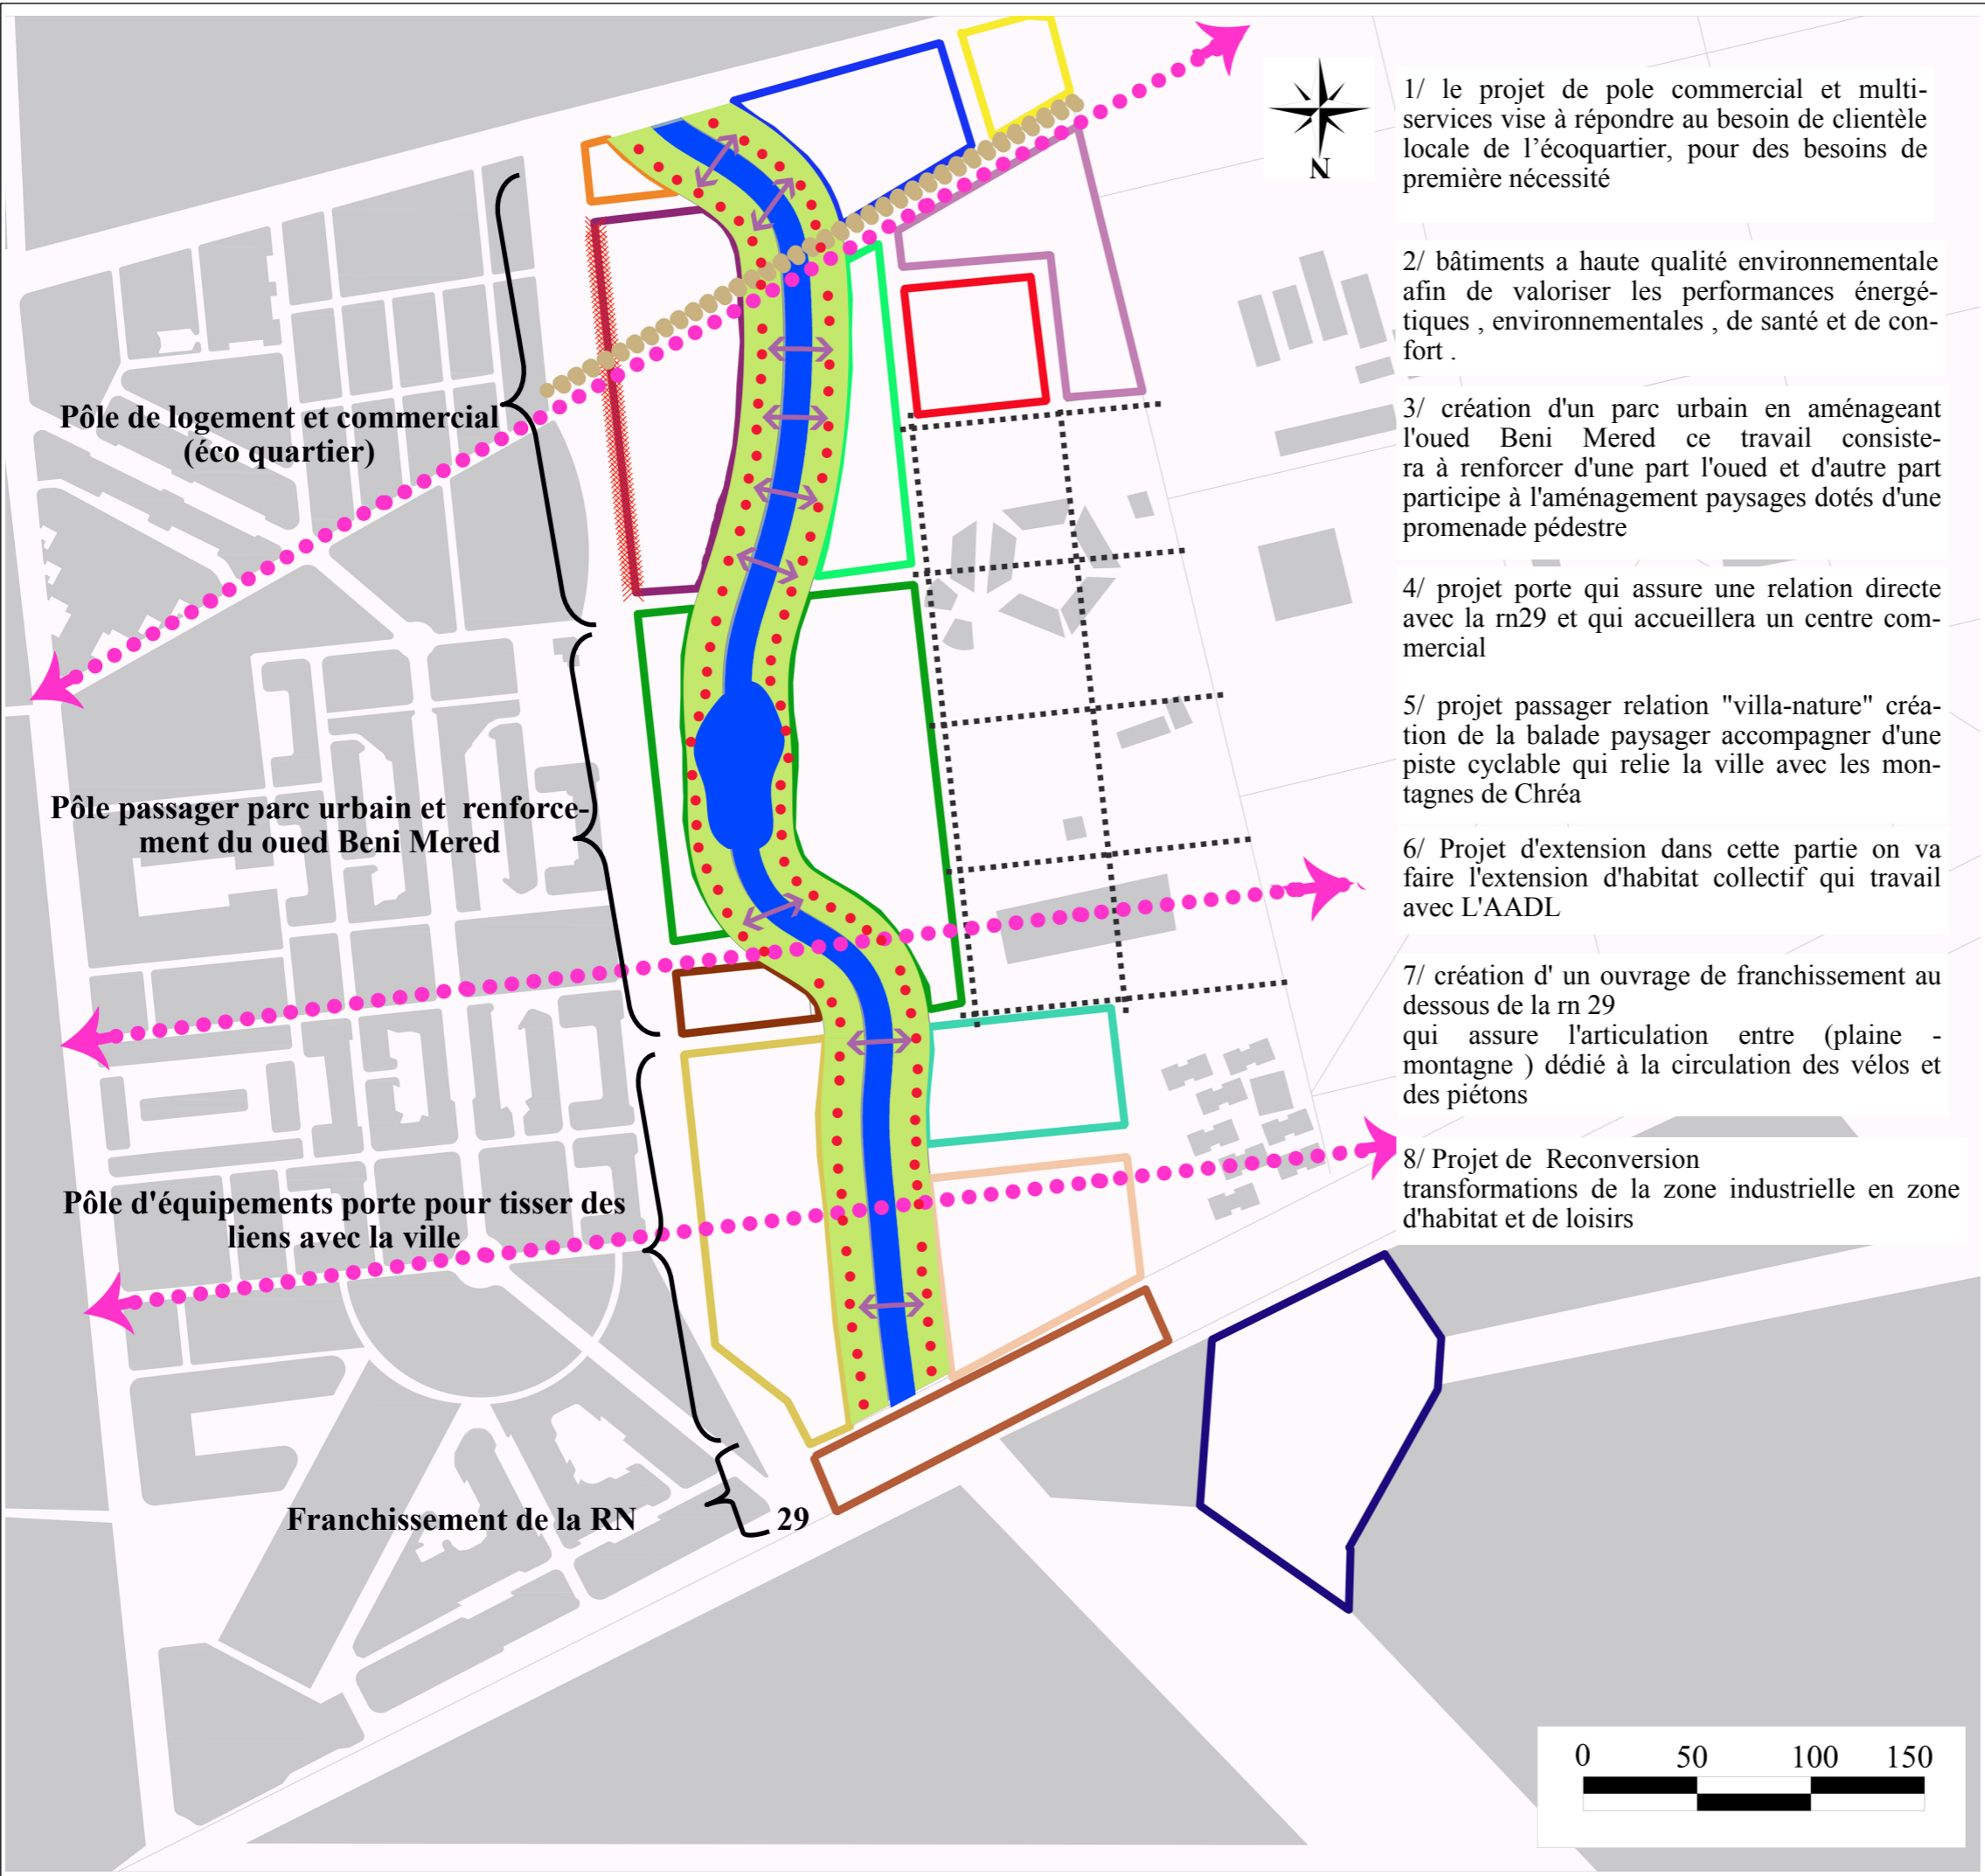 N
1/ le projet de pole commercial et multi-
services vise à répondre au besoin de clientèle
locale de l’écoquartier, pour des besoins de
première nécessité
2/ bâtiments a haute qualité environnementale
afin de valoriser les performances énergé-
tiques , environnementales , de santé et de con-
fort .
3/ création d'un parc urbain en aménageant
l'oued Beni Mered ce travail consiste-
ra à renforcer d'une part l'oued et d'autre part
participe à l'aménagement paysages dotés d'une
promenade pédestre
4/ projet porte qui assure une relation directe
avec la rn29 et qui accueillera un centre com-
mercial
5/ projet passager relation "villa-nature" créa-
tion de la balade paysager accompagner d'une
piste cyclable qui relie la ville avec les mon-
tagnes de Chréa
6/ Projet d'extension dans cette partie on va
faire l'extension d'habitat collectif qui travail
avec L'AADL
7/ création d' un ouvrage de franchissement au
dessous de la rn 29
qui assure l'articulation entre (plaine -
montagne ) dédié à la circulation des vélos et
des piétons
8/ Projet de Reconversion
transformations de la zone industrielle en zone
d'habitat et de loisirs
Pôle de logement et commercial
(éco quartier)
Pôle passager parc urbain et renforce-
ment du oued Beni Mered
Pôle d'équipements porte pour tisser des
liens avec la ville
Franchissement de la RN 29
0 50 100 150